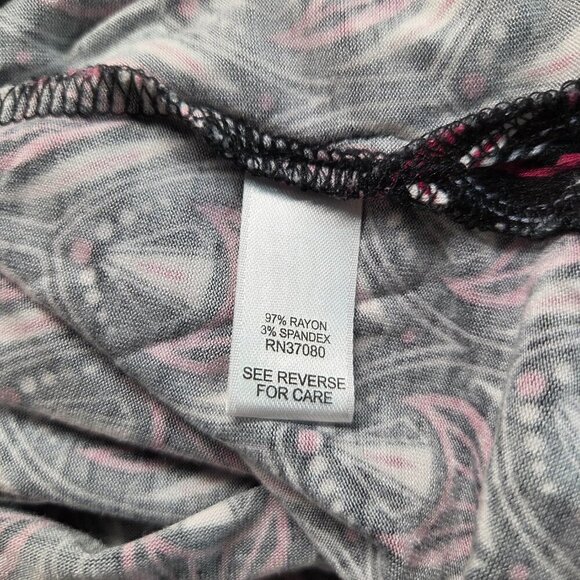 97% RAYON
3% SPANDEX
RN37080
SEE REVERSE
FOR CARE